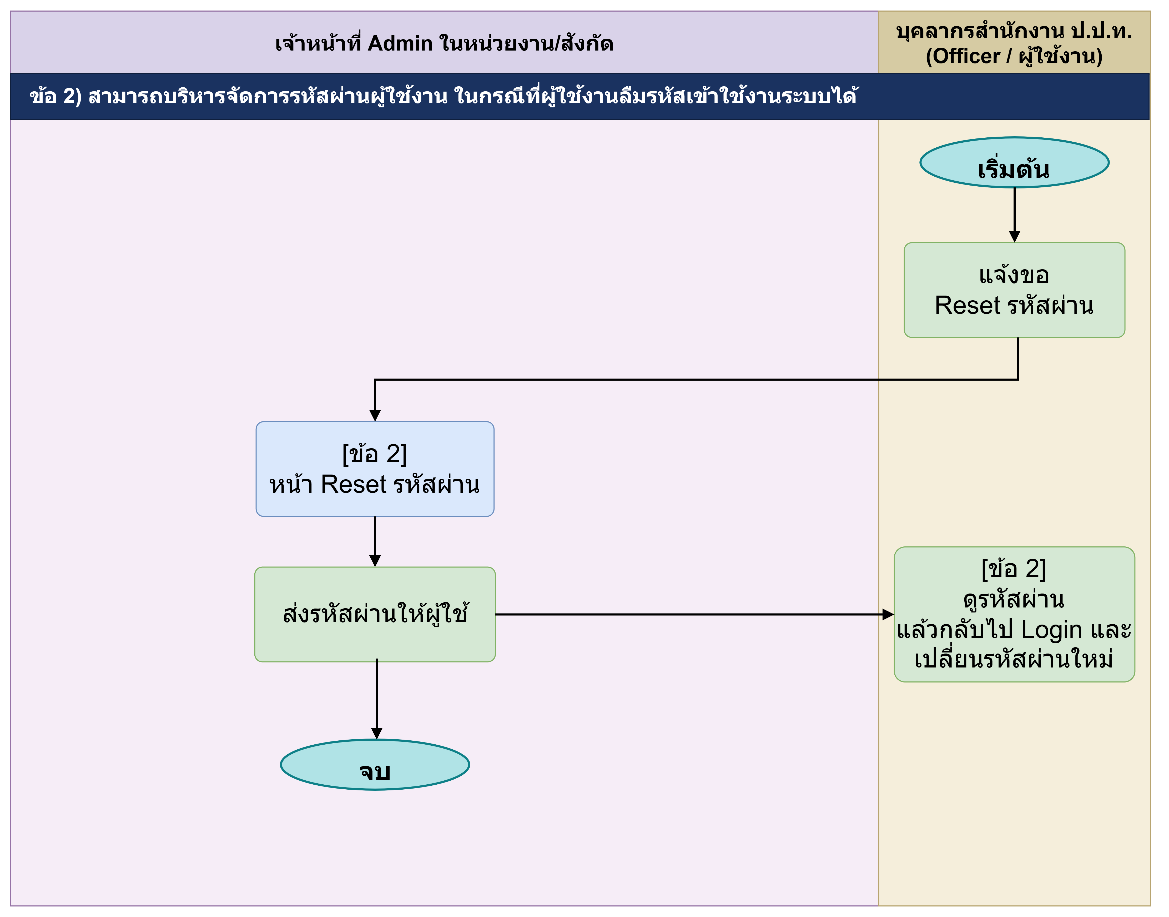 เจ้าหน้าที่ Admin ในหน่วยงาน/สังกัด
บุคลากรสำนักงาน ป.ป.ท.
(Officer / ผู้ใช้งาน)
ข้อ 2) สามารถบริหารจัดการรหัสผ่านผู้ใช้งาน ในกรณีที่ผู้ใช้งานลืมรหัสเข้าใช้งานระบบได้
เริ่มต้น
แจ้งขอ
Reset รหัสผ่าน
[ข้อ 2]
หน้า Reset รหัสผ่าน
ส่งรหัสผ่านให้ผู้ใช้
[ข้อ 2]
ดูรหัสผ่าน
แล้วกลับไป Login และ
เปลี่ยนรหัสผ่านใหม่
จบ